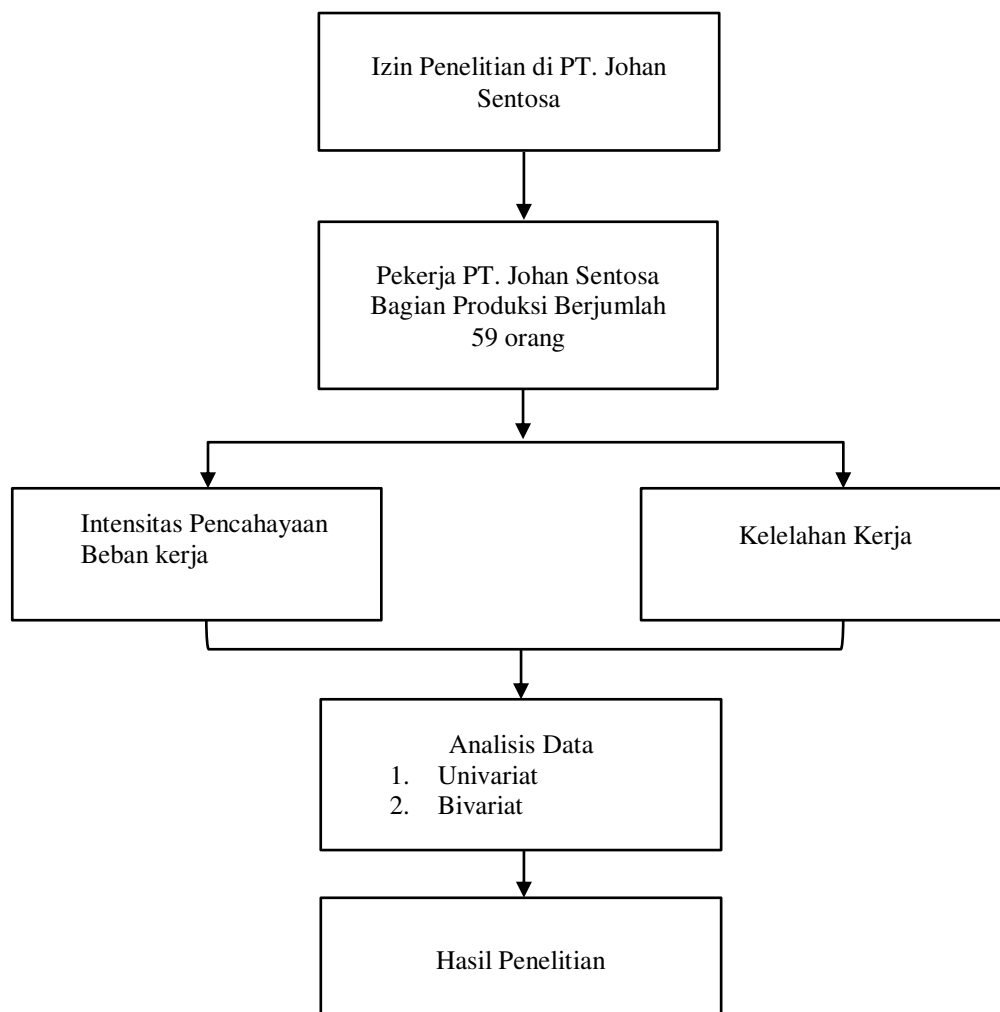 Izin Penelitian di PT. Johan
Sentosa
Pekerja PT. Johan Sentosa
Bagian Produksi Berjumlah
59 orang
Intensitas Pencahayaan
Beban kerja
Kelelahan Kerja
Analisis Data
1. Univariat
2. Bivariat
Hasil Penelitian